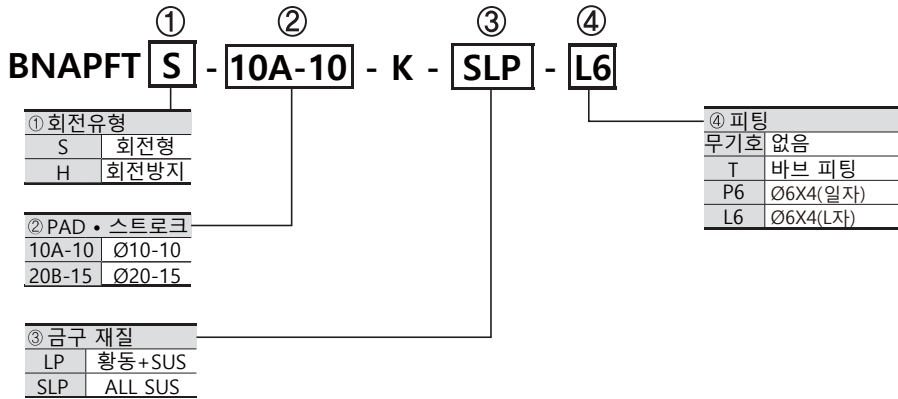 ① ② ③ ④
BNAPFT S - 10A-10 - K - SLP - L6
① 회전유형
S 회전형
H 회전방지
② PAD • 스트로크
10A-10 Ø10-10
20B-15 Ø20-15
③ 금구 재질
LP 황동+SUS
SLP ALL SUS
④ 피팅
무기호 없음
T 바브 피팅
P6 Ø6X4(일자)
L6 Ø6X4(L자)